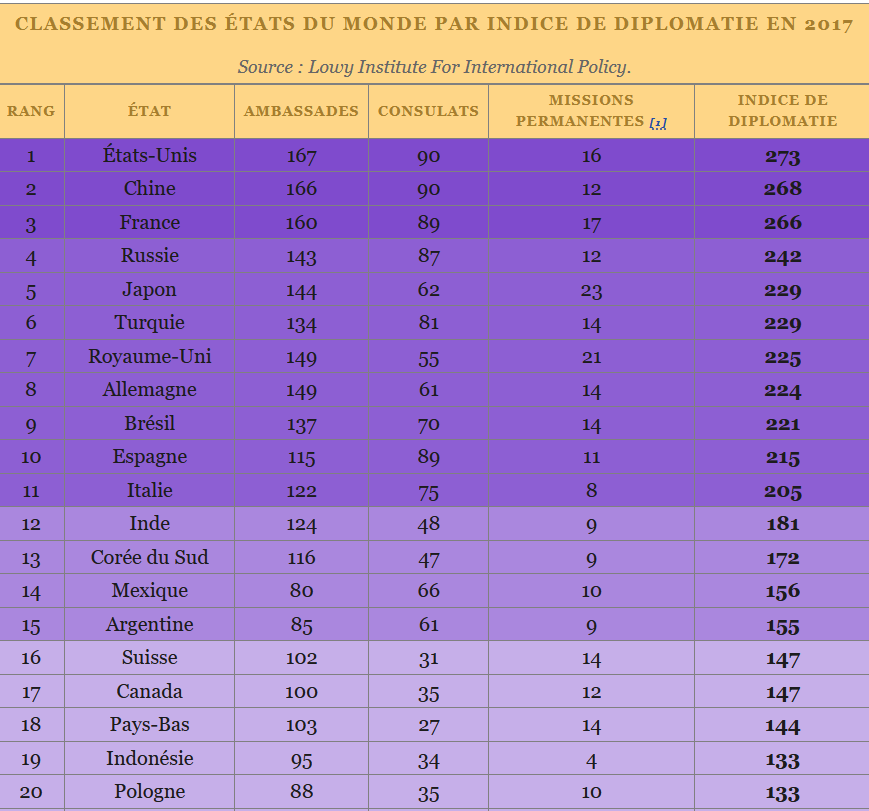 CLASSEMENT DES ÉTATS DU MONDE PAR INDICE DE DIPLOMATIE EN 2017
Source : Lowy Institute For International Policy.
RANG ÉTAT AMBASSADES CONSULATS MISSIONS PERMANENTES [1] INDICE DE DIPLOMATIE
1 États-Unis 167 90 16 273
2 Chine 166 90 12 268
3 France 160 89 17 266
4 Russie 143 87 12 242
5 Japon 144 62 23 229
6 Turquie 134 81 14 229
7 Royaume-Uni 149 55 21 225
8 Allemagne 149 61 14 224
9 Brésil 137 70 14 221
10 Espagne 115 89 11 215
11 Italie 122 75 8 205
12 Inde 124 48 9 181
13 Corée du Sud 116 47 9 172
14 Mexique 80 66 10 156
15 Argentine 85 61 9 155
16 Suisse 102 31 14 147
17 Canada 100 35 12 147
18 Pays-Bas 103 27 14 144
19 Indonésie 95 34 4 133
20 Pologne 88 35 10 133